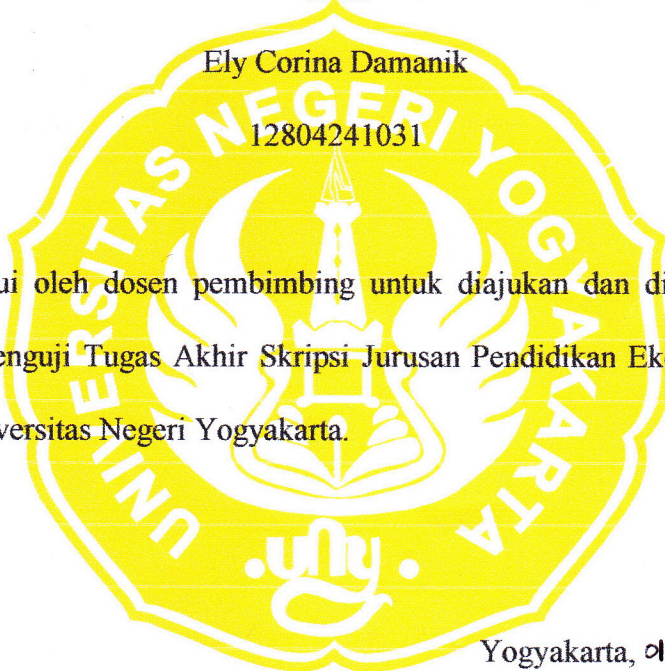 Ely Corina Damanik
12804241031
UNIVERSITAS NEGERI YOGYAKARTA
ui oleh dosen pembimbing untuk diajukan dan di
enguji Tugas Akhir Skripsi Jurusan Pendidikan Ek
versitas Negeri Yogyakarta.
.uny.
Yogyakarta,